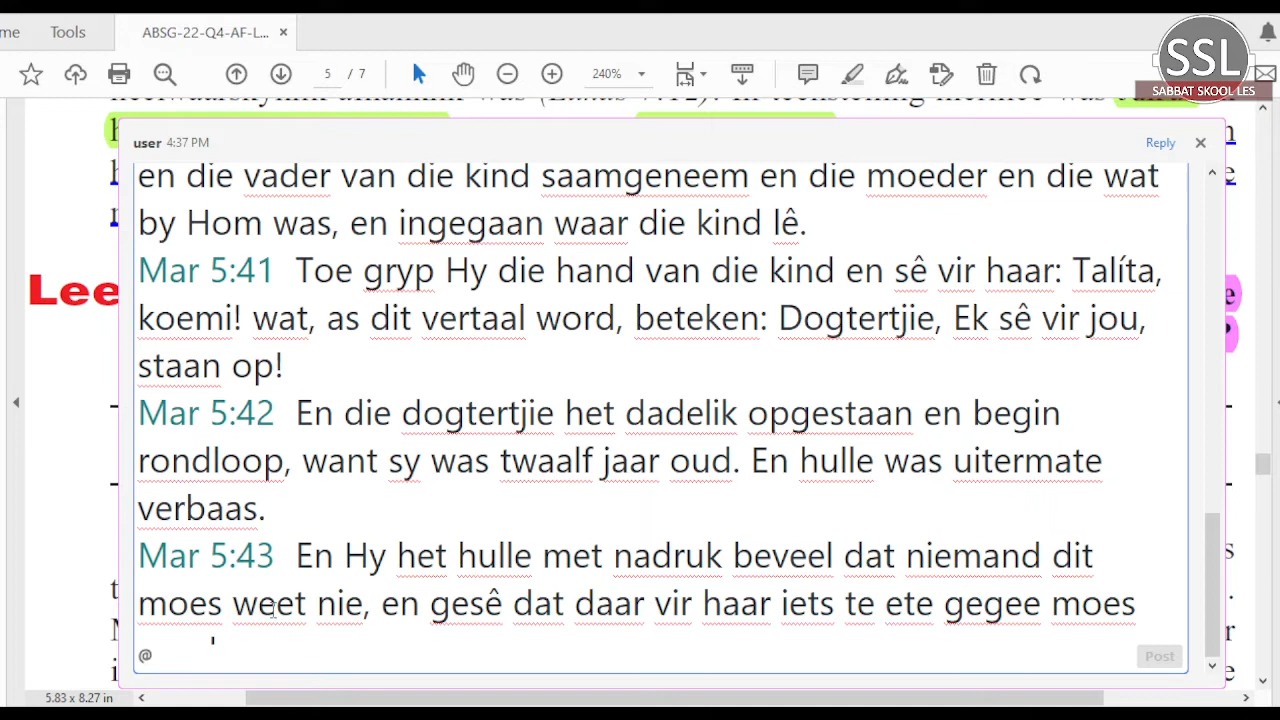 me Tools ABSG-22-Q4-AF-L... ×
5 / 7 240%
SSL
SABBAT SKOOL LES
user 4:37 PM Reply
en die vader van die kind saamgeneem en die moeder en die wat
by Hom was, en ingegaan waar die kind lê.
Mar 5:41 Toe gryp Hy die hand van die kind en sê vir haar: Talíta,
koemi! wat, as dit vertaal word, beteken: Dogtertjie, Ek sê vir jou,
staan op!
Mar 5:42 En die dogtertjie het dadelik opgestaan en begin
rondloop, want sy was twaalf jaar oud. En hulle was uitermate
verbaas.
Mar 5:43 En Hy het hulle met nadruk beveel dat niemand dit
moes weet nie, en gesê dat daar vir haar iets te ete gegee moes
@ Post
Lee
5.83 x 8.27 in